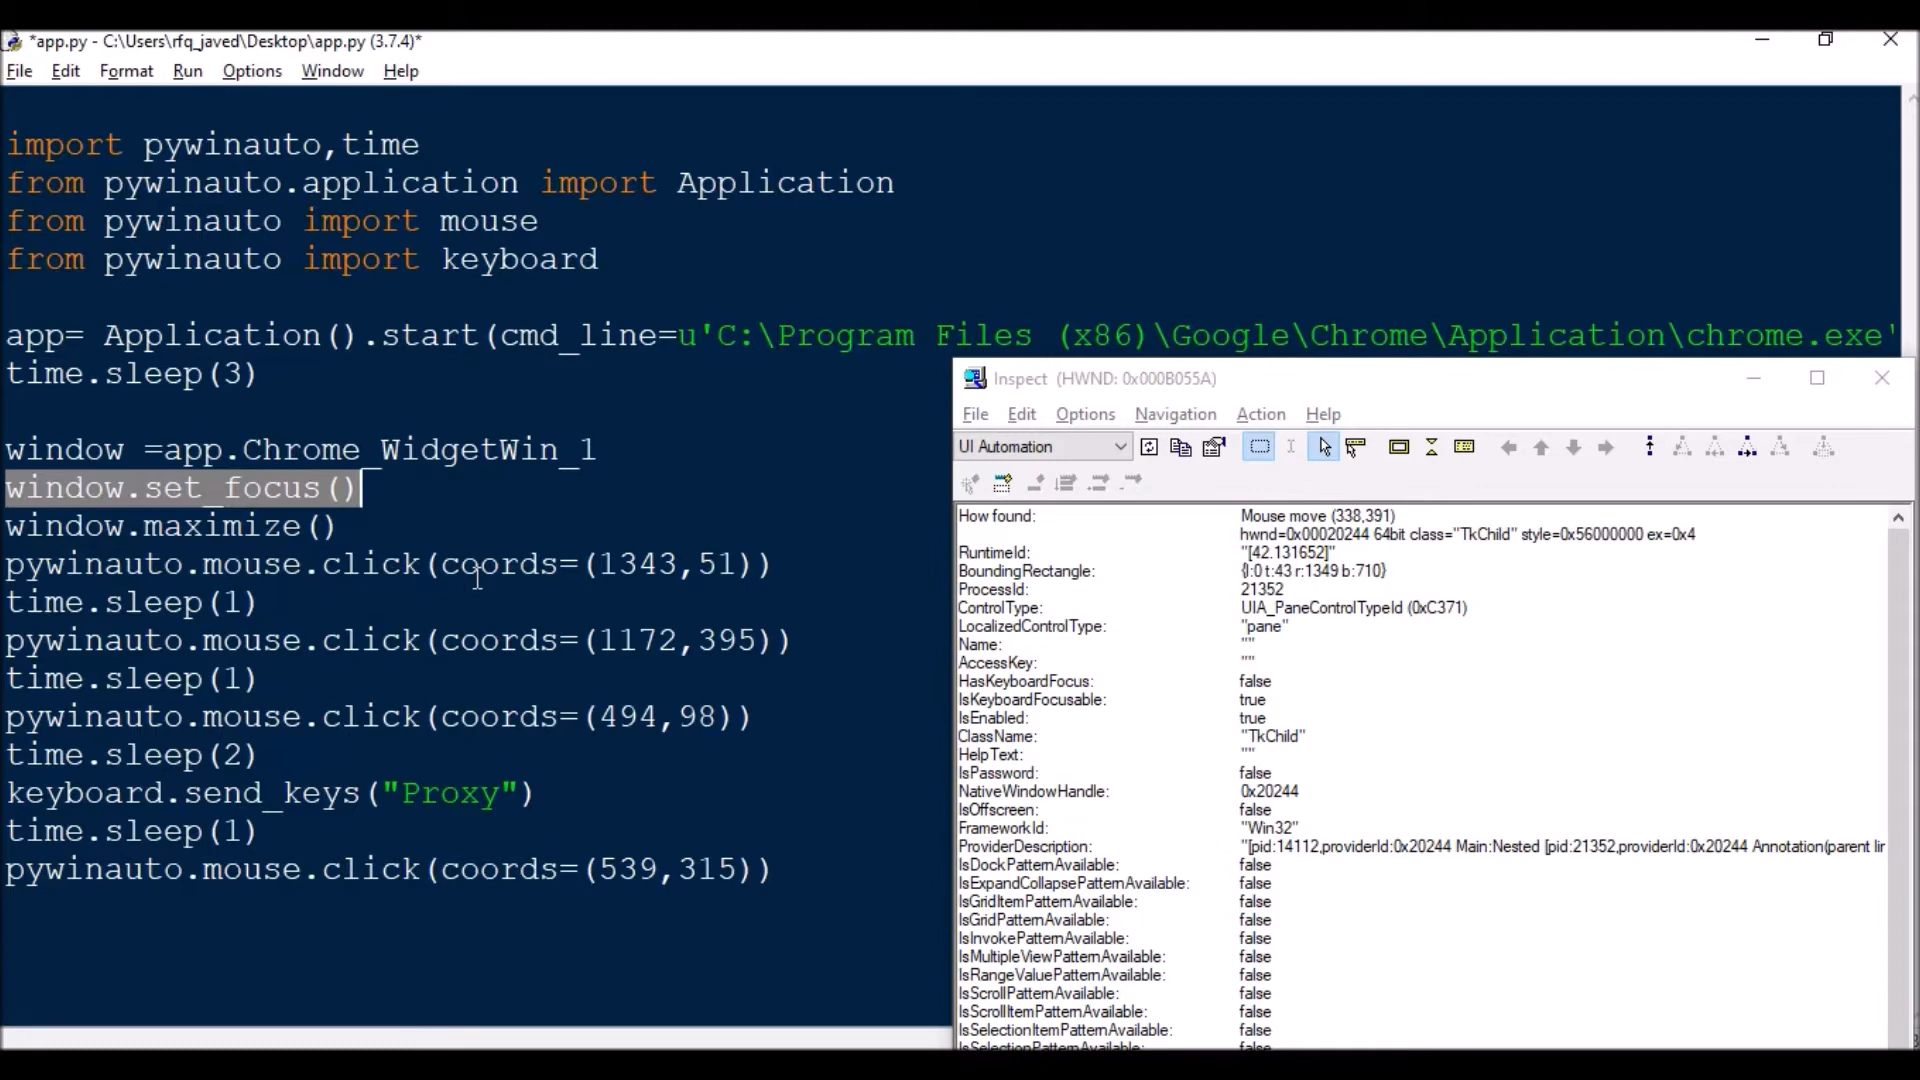 *app.py - C:\Users\rfq_javed\Desktop\app.py (3.7.4)*
File Edit Format Run Options Window Help
import pywinauto,time
from pywinauto.application import Application
from pywinauto import mouse
from pywinauto import keyboard
app= Application().start(cmd_line=u'C:\Program Files (x86)\Google\Chrome\Application\chrome.exe'
time.sleep(3)
window =app.Chrome_WidgetWin_1
window.set_focus()
window.maximize()
pywinauto.mouse.click(coords=(1343,51))
time.sleep(1)
pywinauto.mouse.click(coords=(1172,395))
time.sleep(1)
pywinauto.mouse.click(coords=(494,98))
time.sleep(2)
keyboard.send_keys("Proxy")
time.sleep(1)
pywinauto.mouse.click(coords=(539,315))
Inspect (HWND: 0x000B055A)
File Edit Options Navigation Action Help
UI Automation
How found: Mouse move (338,391)
hwnd=0x00020244 64bit class="TkChild" style=0x56000000 ex=0x4
RuntimeId: "[42.131652]"
BoundingRectangle: {l:0 t:43 r:1349 b:710}
ProcessId: 21352
ControlType: UIA_PaneControlTypeId (0xC371)
LocalizedControlType: "pane"
Name: ""
AccessKey: ""
HasKeyboardFocus: false
IsKeyboardFocusable: true
IsEnabled: true
ClassName: "TkChild"
HelpText: ""
IsPassword: false
NativeWindowHandle: 0x20244
IsOffscreen: false
FrameworkId: "Win32"
ProviderDescription: "[pid:14112,providerId:0x20244 Main:Nested [pid:21352,providerId:0x20244 Annotation(parent lir
IsDockPatternAvailable: false
IsExpandCollapsePatternAvailable: false
IsGridItemPatternAvailable: false
IsGridPatternAvailable: false
IsInvokePatternAvailable: false
IsMultipleViewPatternAvailable: false
IsRangeValuePatternAvailable: false
IsScrollPatternAvailable: false
IsScrollItemPatternAvailable: false
IsSelectionItemPatternAvailable: false
IsSelectionPatternAvailable: false